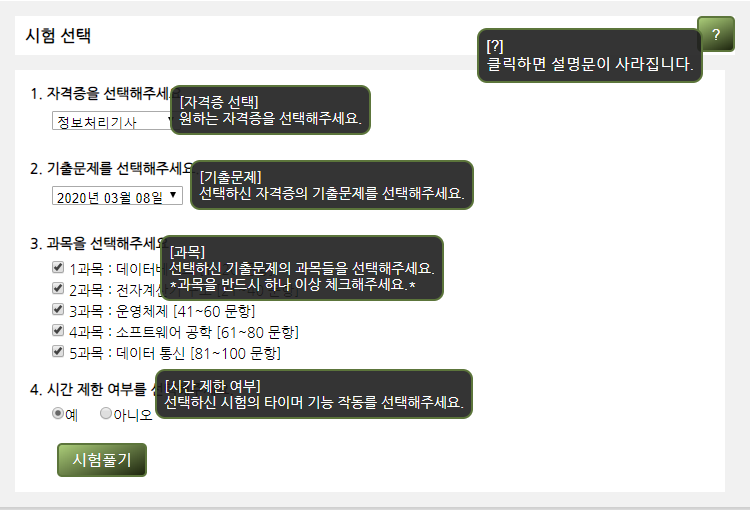 시험 선택
?
[?]
클릭하면 설명문이 사라집니다.
1. 자격증을 선택해주세
[자격증 선택]
원하는 자격증을 선택해주세요.
정보처리기사
2. 기출문제를 선택해주세요
[기출문제]
선택하신 자격증의 기출문제를 선택해주세요.
2020년 03월 08일 ▼
3. 과목을 선택해주세요
[과목]
선택하신 기출문제의 과목들을 선택해주세요.
*과목을 반드시 하나 이상 체크해주세요.*
1과목 : 데이터
2과목 : 전자계산
3과목 : 운영체제 [41~60 문항]
4과목 : 소프트웨어 공학 [61~80 문항]
5과목 : 데이터 통신 [81~100 문항]
4. 시간 제한 여부를
[시간 제한 여부]
선택하신 시험의 타이머 기능 작동를 선택해주세요.
예 아니오
시험풀기